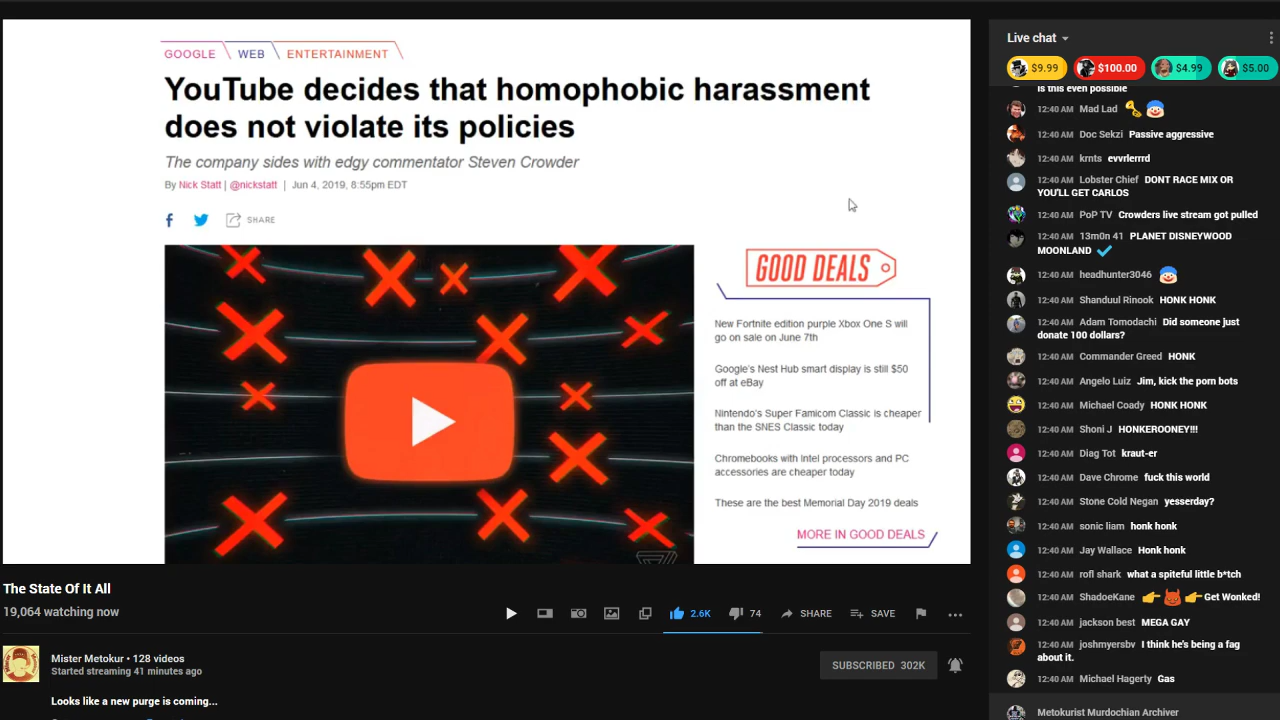 GOOGLE WEB ENTERTAINMENT
YouTube decides that homophobic harassment
does not violate its policies
The company sides with edgy commentator Steven Crowder
By Nick Statt | @nickstatt | Jun 4, 2019, 8:55pm EDT
SHARE
GOOD DEALS
New Fortnite edition purple Xbox One S will
go on sale on June 7th
Google's Nest Hub smart display is still $50
off at eBay
Nintendo's Super Famicom Classic is cheaper
than the SNES Classic today
Chromebooks with Intel processors and PC
accessories are cheaper today
These are the best Memorial Day 2019 deals
MORE IN GOOD DEALS
The State Of It All
19,064 watching now
2.6K 74 SHARE SAVE
Mister Metokur • 128 videos
Started streaming 41 minutes ago
SUBSCRIBED 302K
Looks like a new purge is coming...
Live chat
$9.99 $100.00 $4.99 $5.00
is this even possible
12:40 AM Mad Lad
12:40 AM Doc Sekzi Passive aggressive
12:40 AM krnts evvrlerrrd
12:40 AM Lobster Chief DONT RACE MIX OR
YOU'LL GET CARLOS
12:40 AM PoP TV Crowders live stream got pulled
12:40 AM 13m0n 41 PLANET DISNEYWOOD
MOONLAND
12:40 AM headhunter3046
12:40 AM Shanduul Rinook HONK HONK
12:40 AM Adam Tomodachi Did someone just
donate 100 dollars?
12:40 AM Commander Greed HONK
12:40 AM Angelo Luiz Jim, kick the porn bots
12:40 AM Michael Coady HONK HONK
12:40 AM Shoni J HONKEROONEY!!!
12:40 AM Diag Tot kraut-er
12:40 AM Dave Chrome fuck this world
12:40 AM Stone Cold Negan yesserday?
12:40 AM sonic liam honk honk
12:40 AM Jay Wallace Honk honk
12:40 AM rofl shark what a spiteful little b*tch
12:40 AM ShadoeKane 👉 👹 👉 Get Wonked!
12:40 AM jackson best MEGA GAY
12:40 AM joshmyersbv I think he's being a fag
about it.
12:40 AM Michael Hagerty Gas
Metokurist Murdochian Archiver